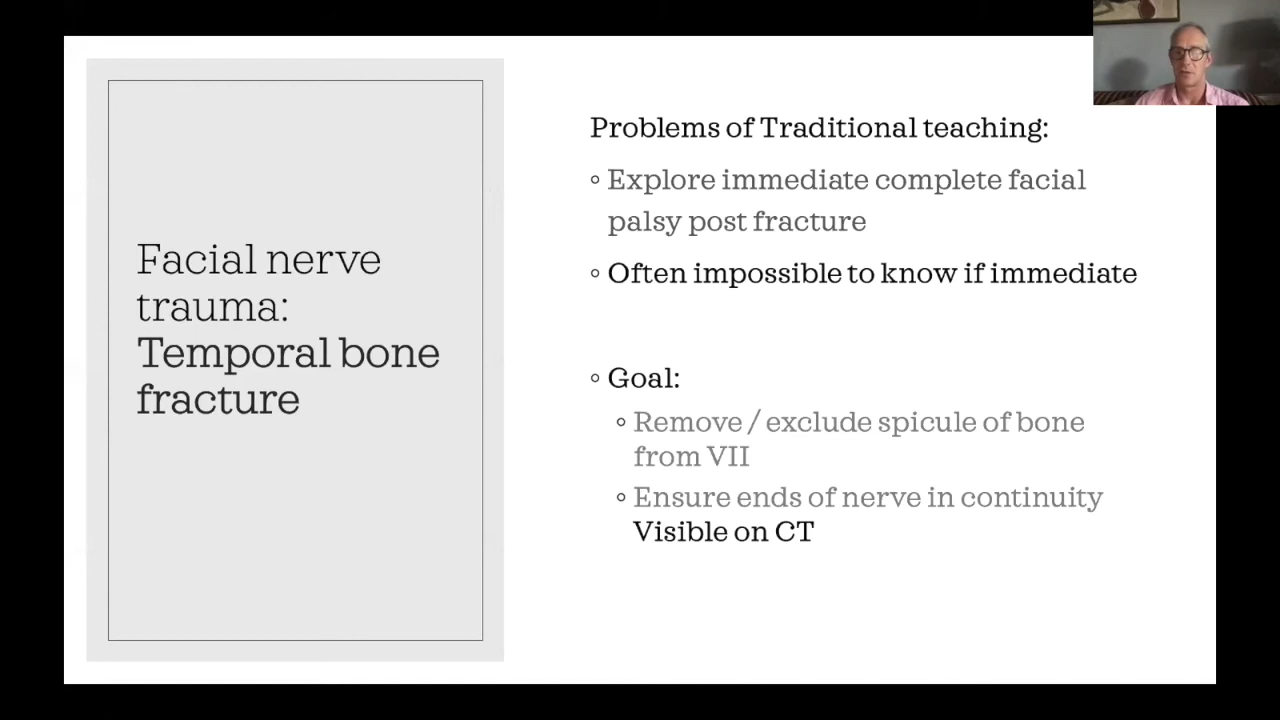 Facial nerve
trauma:
Temporal bone
fracture
Problems of Traditional teaching:
◦ Explore immediate complete facial
palsy post fracture
◦ Often impossible to know if immediate
◦ Goal:
◦ Remove / exclude spicule of bone
from VII
◦ Ensure ends of nerve in continuity
Visible on CT